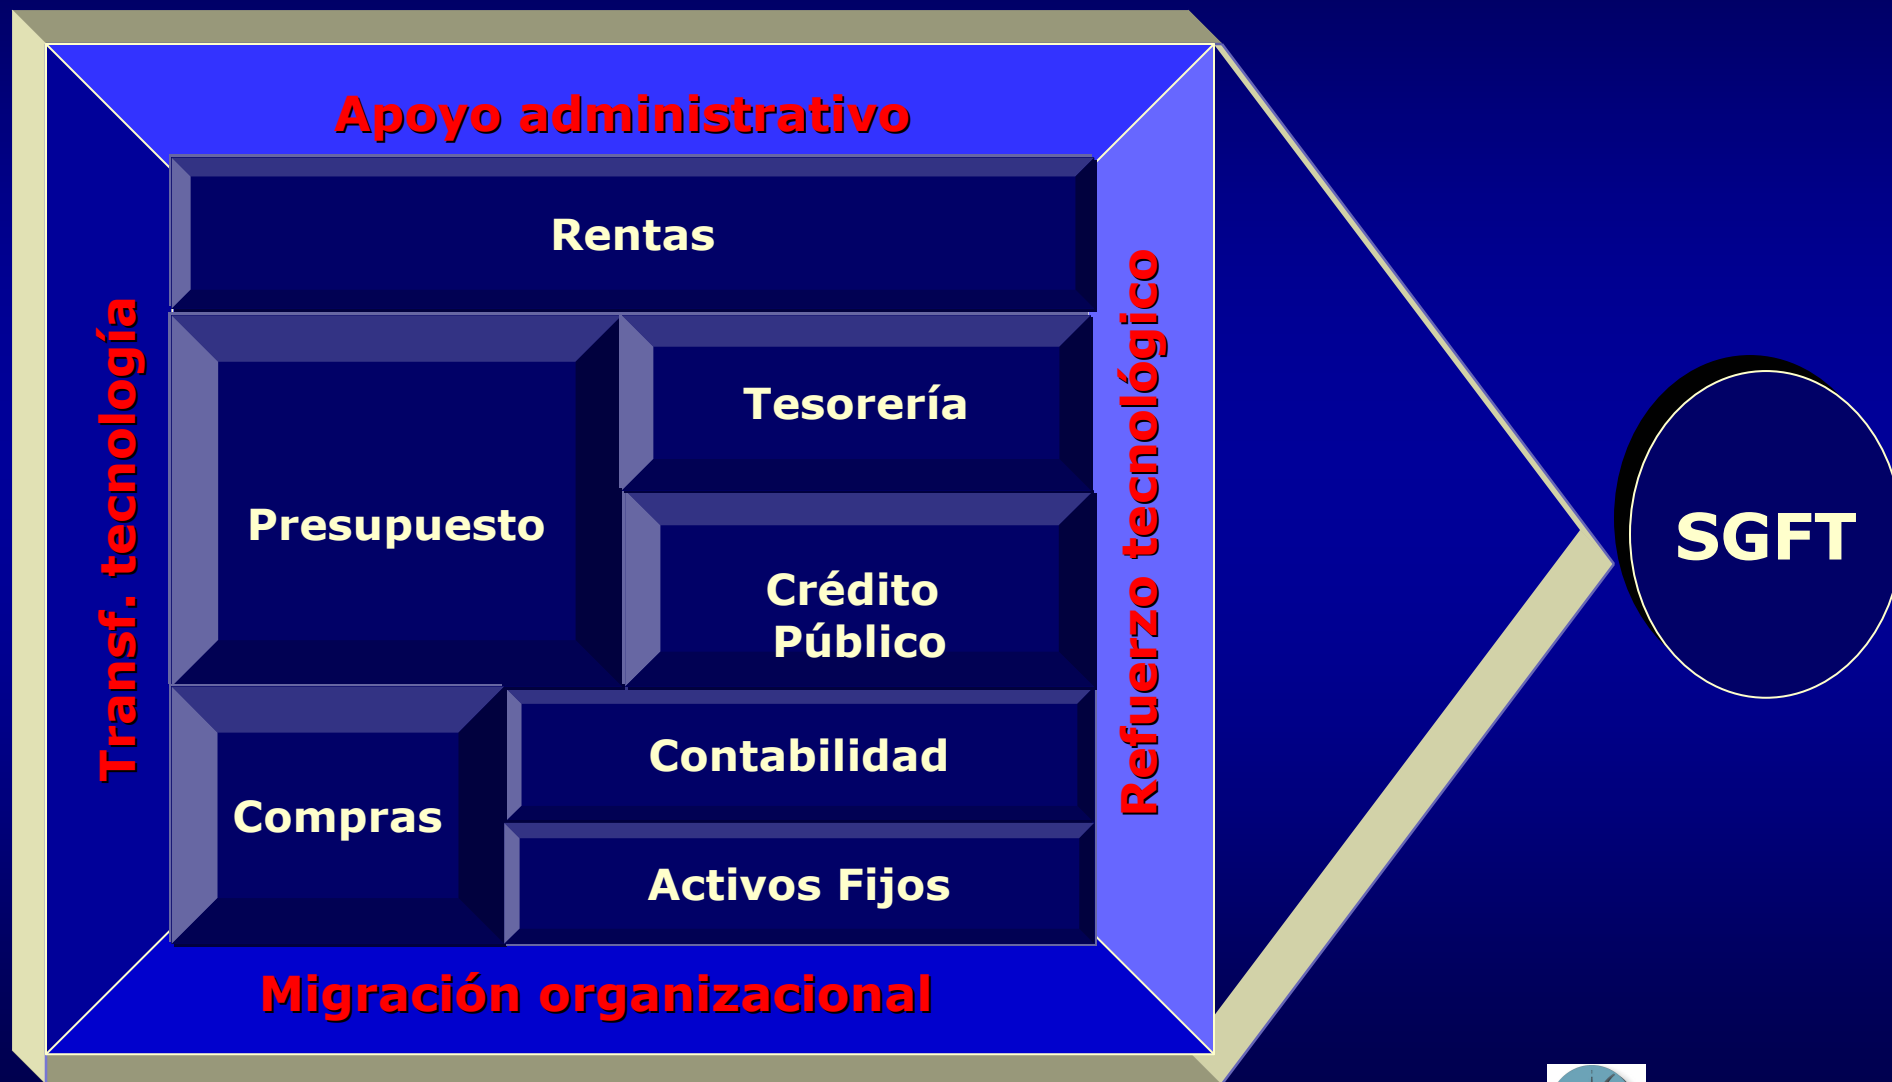 Apoyo administrativo
Rentas
Transf. tecnología
Refuerzo tecnológico
Presupuesto
Tesorería
Crédito
Público
Compras
Contabilidad
Activos Fijos
Migración organizacional
SGFT